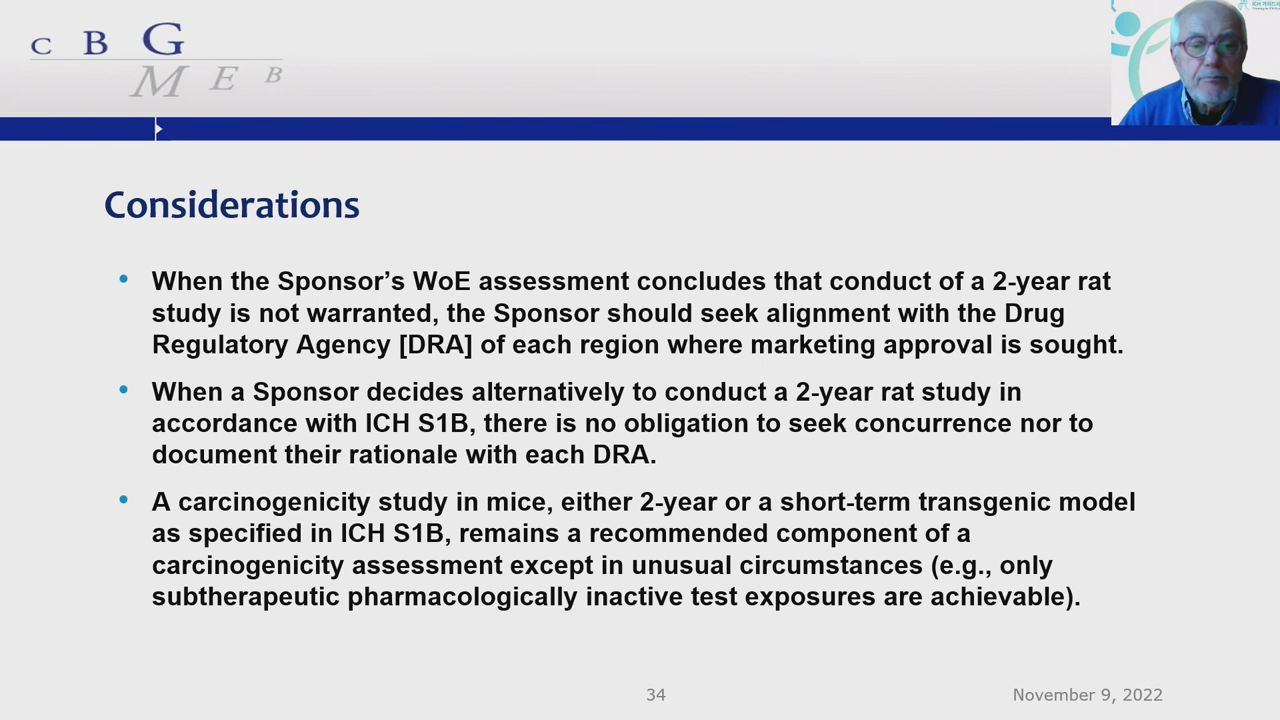 C B G
M E B
Considerations
• When the Sponsor’s WoE assessment concludes that conduct of a 2-year rat
study is not warranted, the Sponsor should seek alignment with the Drug
Regulatory Agency [DRA] of each region where marketing approval is sought.
• When a Sponsor decides alternatively to conduct a 2-year rat study in
accordance with ICH S1B, there is no obligation to seek concurrence nor to
document their rationale with each DRA.
• A carcinogenicity study in mice, either 2-year or a short-term transgenic model
as specified in ICH S1B, remains a recommended component of a
carcinogenicity assessment except in unusual circumstances (e.g., only
subtherapeutic pharmacologically inactive test exposures are achievable).
34
November 9, 2022